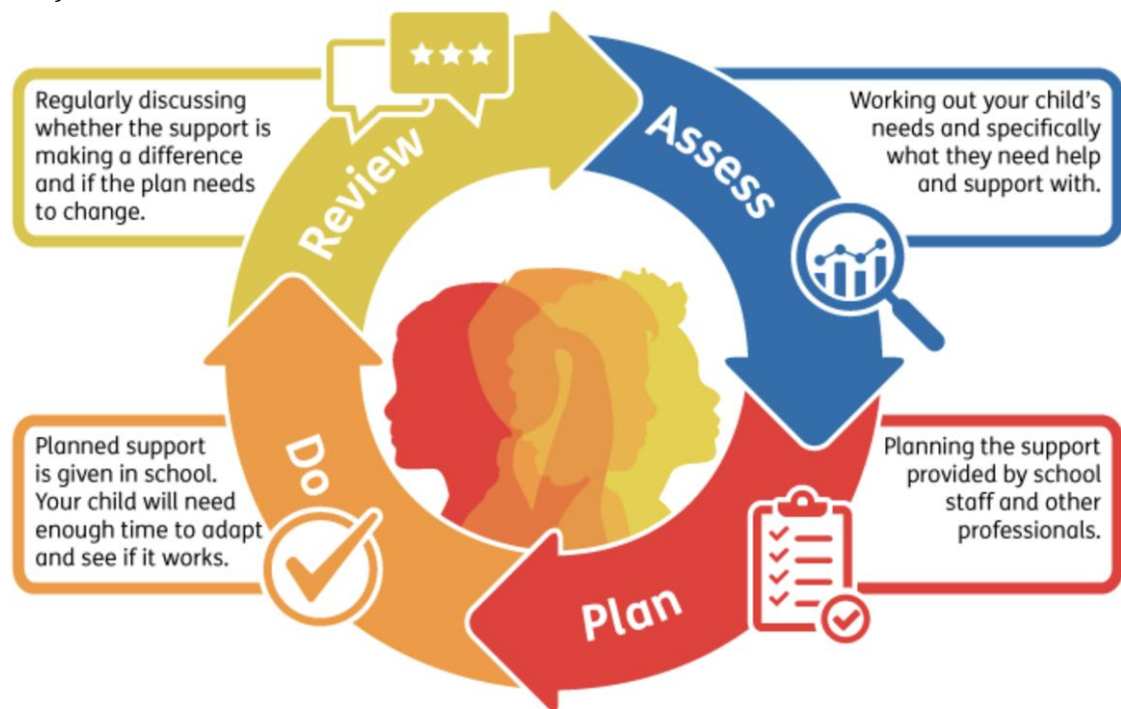 Review
Regularly discussing
whether the support is
making a difference
and if the plan needs
to change.
Assess
Working out your child's
needs and specifically
what they need help
and support with.
Do
Planned support
is given in school.
Your child will need
enough time to adapt
and see if it works.
Plan
Planning the support
provided by school
staff and other
professionals.